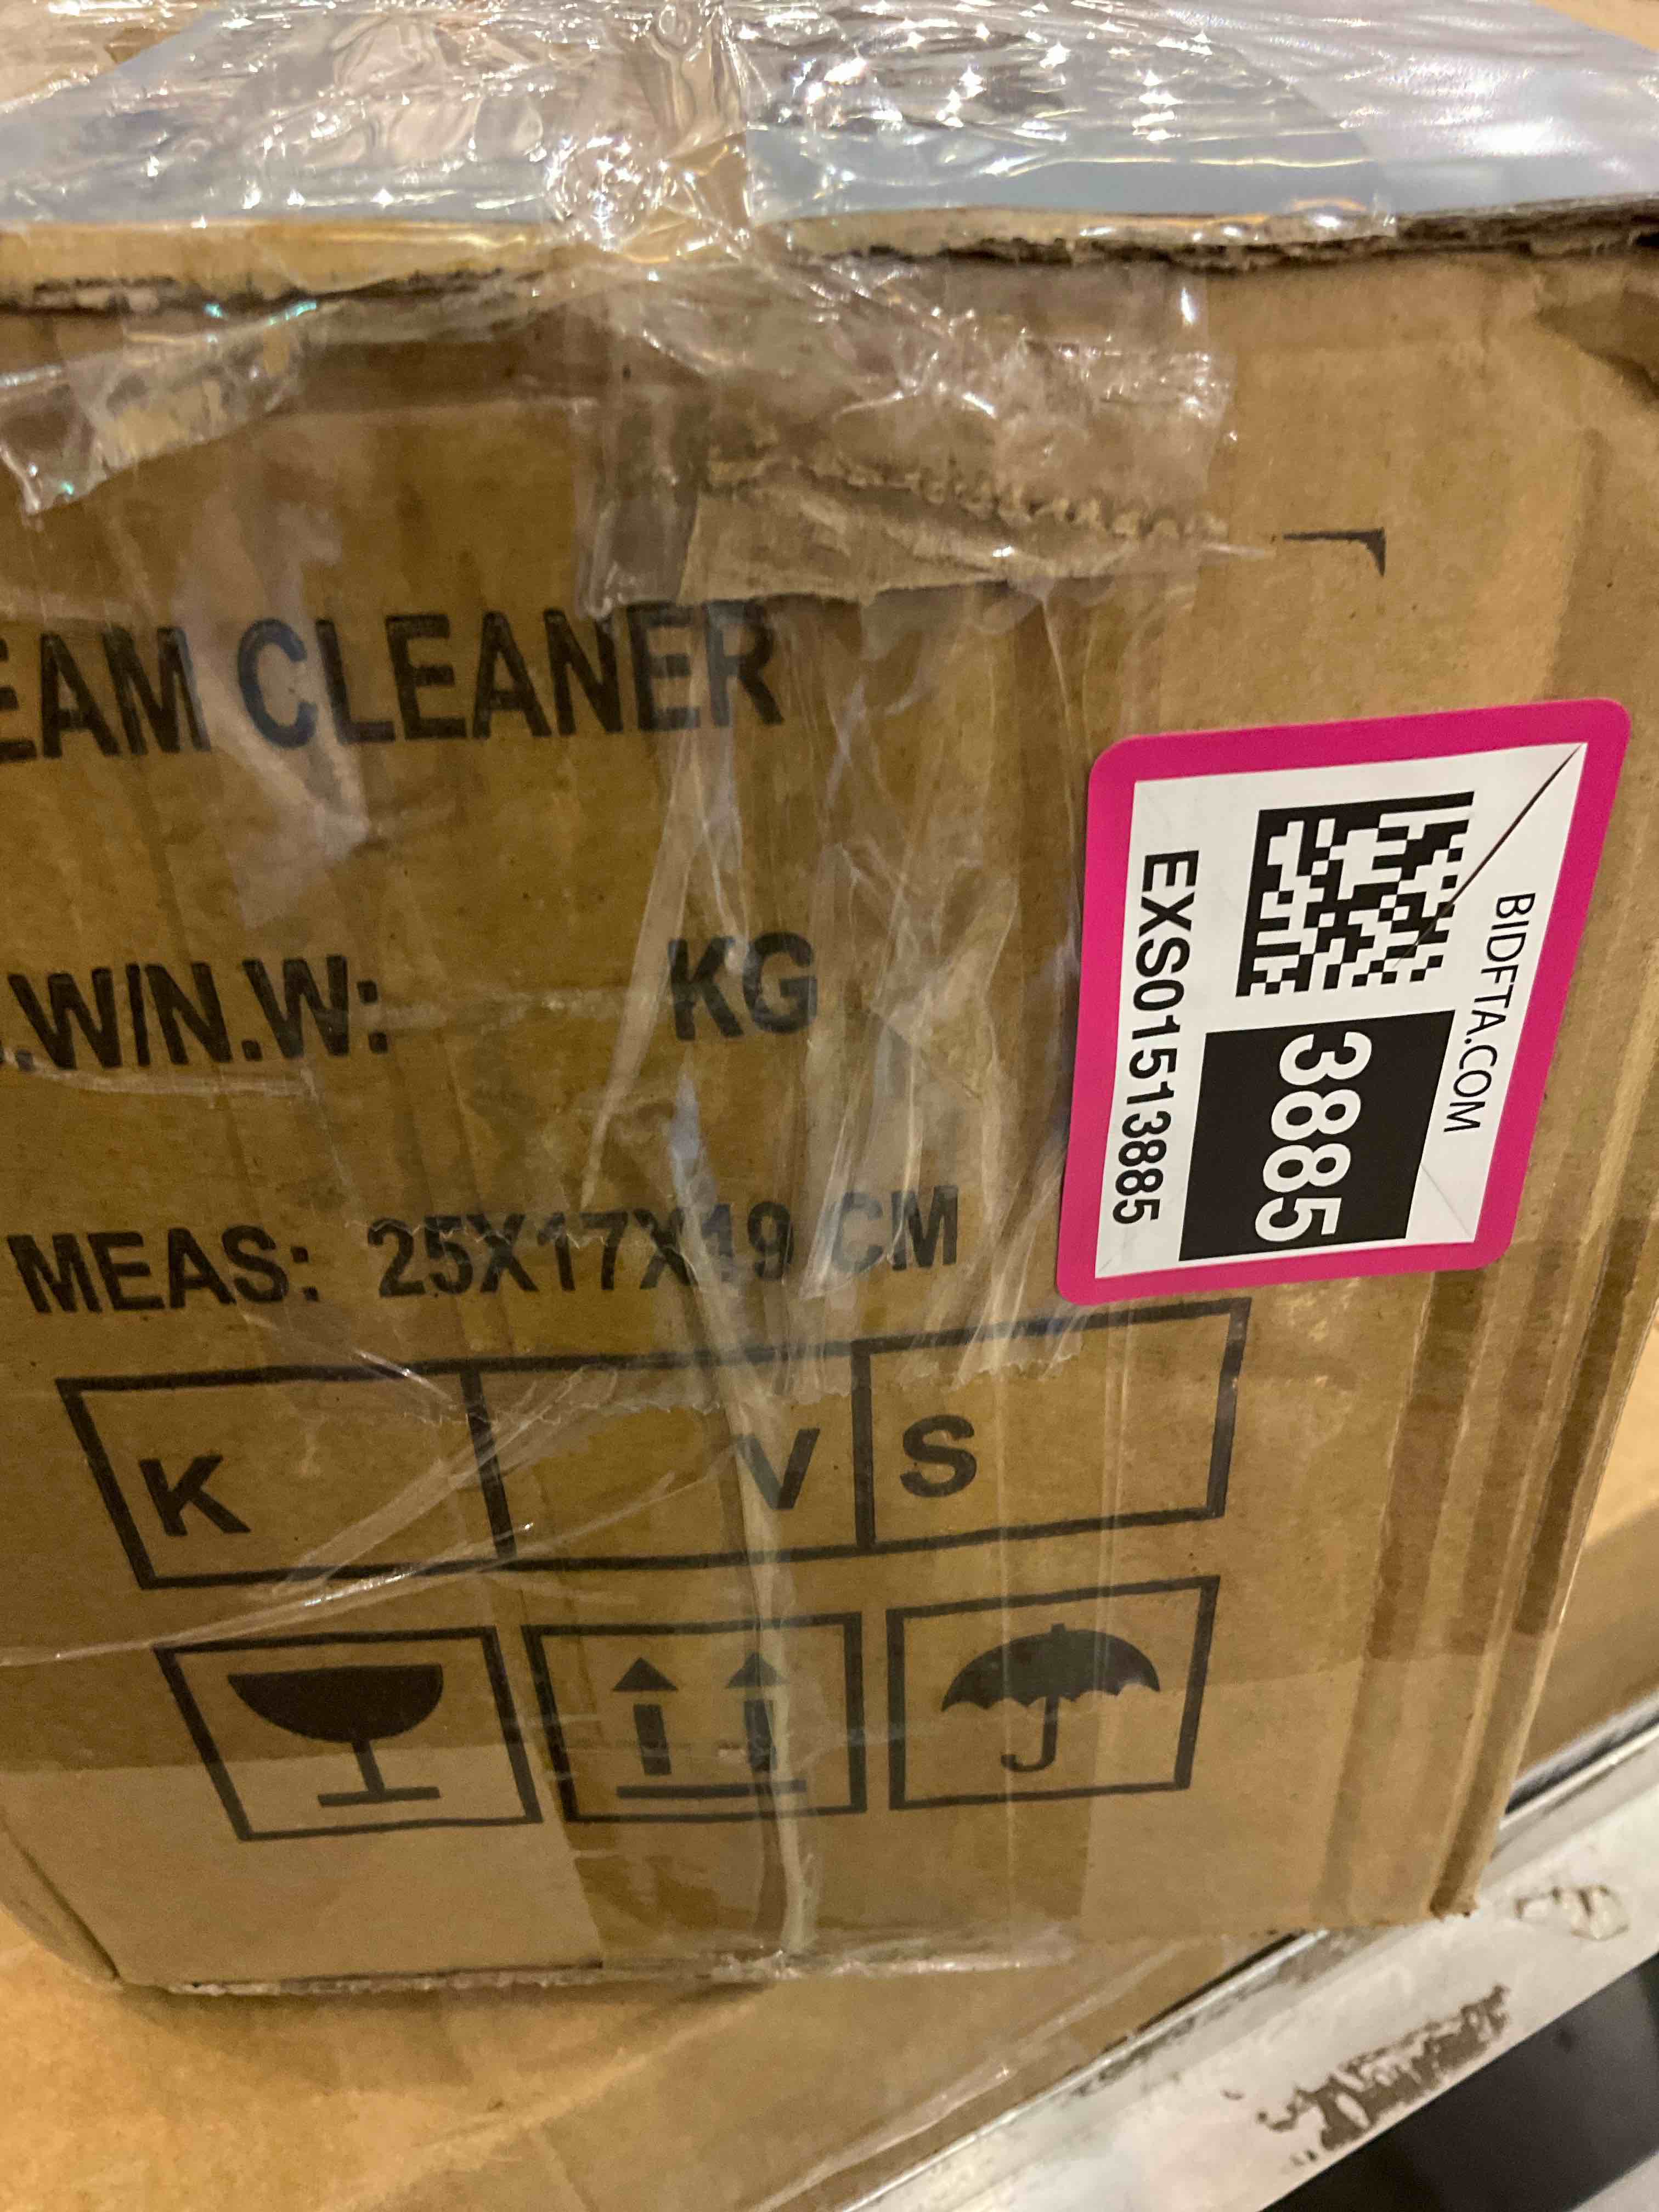 EAM CLEANER
.W/N.W: KG
MEAS: 25X17X19 CM
K V S
BIDFTA.COM
3885
EXS01513885